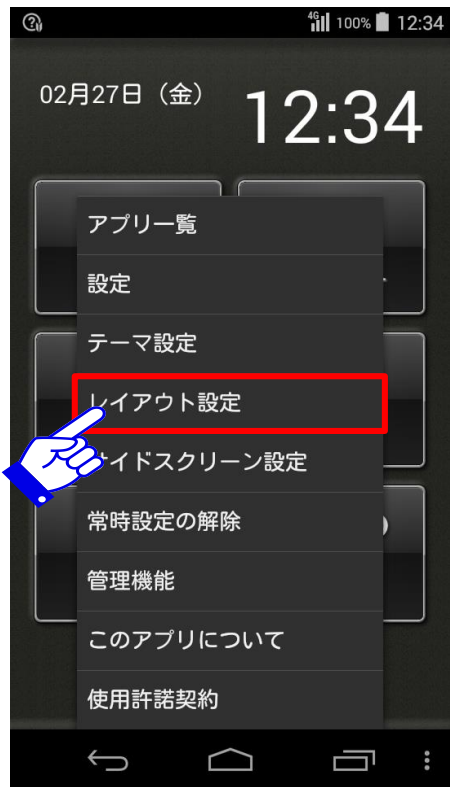 4G 100% 12:34
02月27日（金）
12:34
アプリ一覧
設定
テーマ設定
レイアウト設定
サイドスクリーン設定
常時設定の解除
管理機能
このアプリについて
使用許諾契約